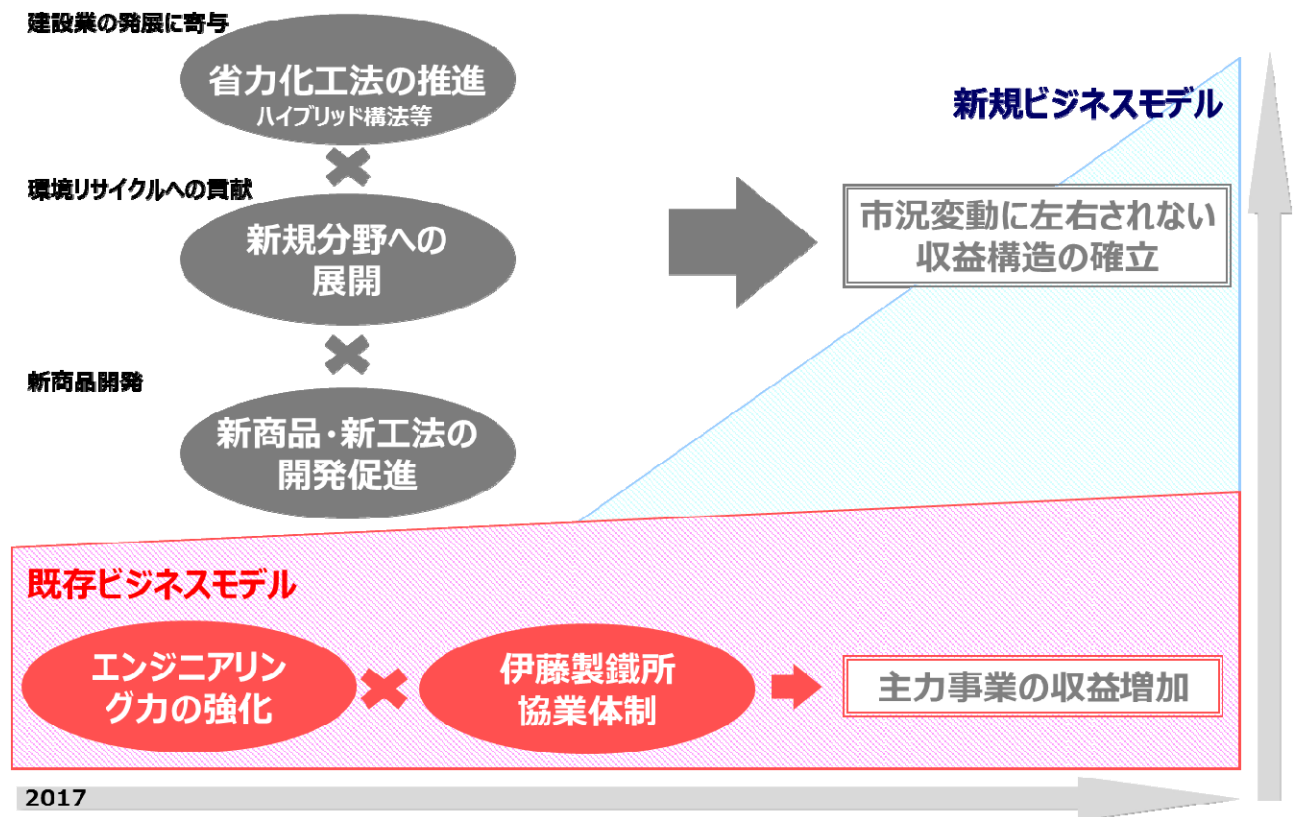 建設業の発展に寄与
省力化工法の推進
ハイブリッド構法等
環境リサイクルへの貢献
新規分野への
展開
新商品開発
新商品・新工法の
開発促進
新規ビジネスモデル
市況変動に左右されない
収益構造の確立
既存ビジネスモデル
エンジニアリン
グ力の強化
伊藤製鐵所
協業体制
主力事業の収益増加
2017